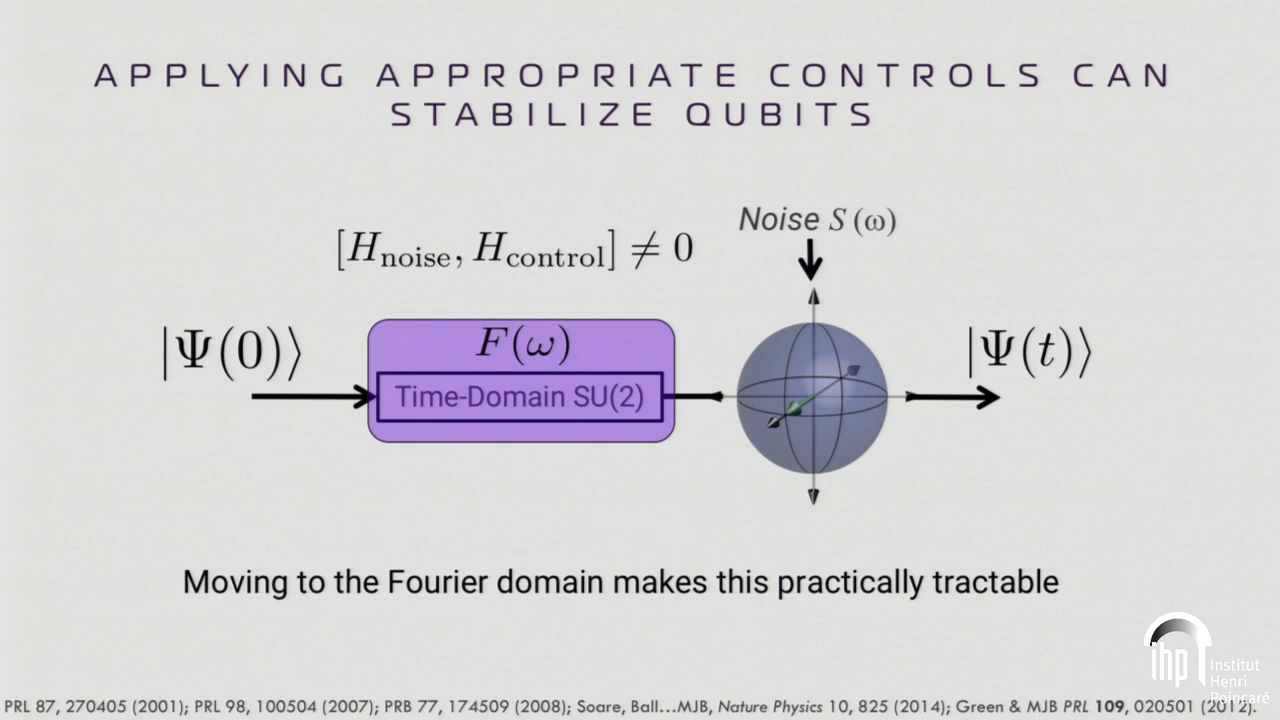 APPLYING APPROPRIATE CONTROLS CAN
STABILIZE QUBITS
Noise S (ω)
[H_noise, H_control] ≠ 0
|Ψ(0)⟩
F(ω)
|Ψ(t)⟩
Time-Domain SU(2)
Moving to the Fourier domain makes this practically tractable
ihp
Institut
Henri
Poincaré
PRL 87, 270405 (2001); PRL 98, 100504 (2007); PRB 77, 174509 (2008); Soare, Ball...MJB, Nature Physics 10, 825 (2014); Green & MJB PRL 109, 020501 (2012).